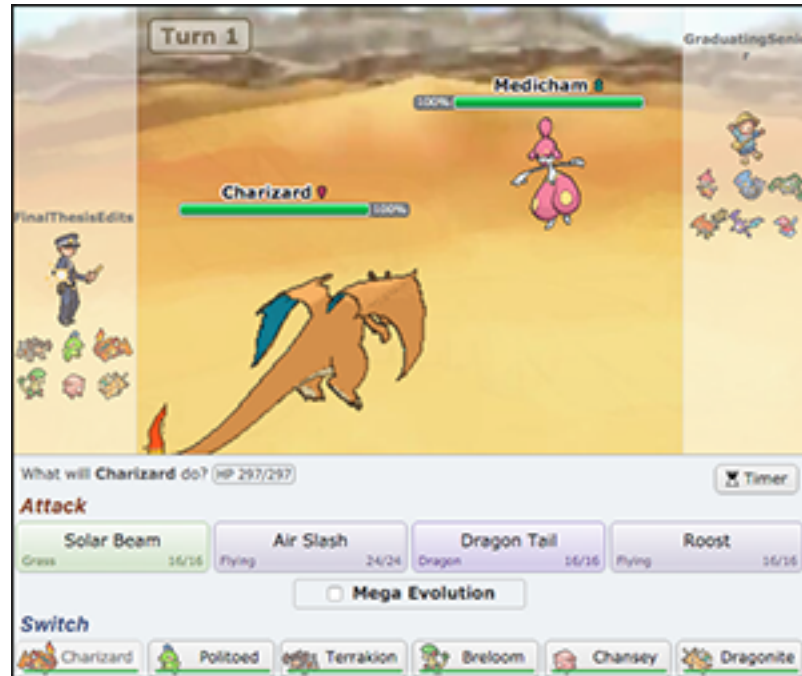 Turn 1
GraduatingSenio
r
Medicham
100%
Charizard
100%
FinalThesisEdits
What will Charizard do? HP 297/297
Timer
Attack
Solar Beam
Grass 16/16
Air Slash
Flying 24/24
Dragon Tail
Dragon 16/16
Roost
Flying 16/16
Mega Evolution
Switch
Charizard
Politoed
Terrakion
Breloom
Chansey
Dragonite